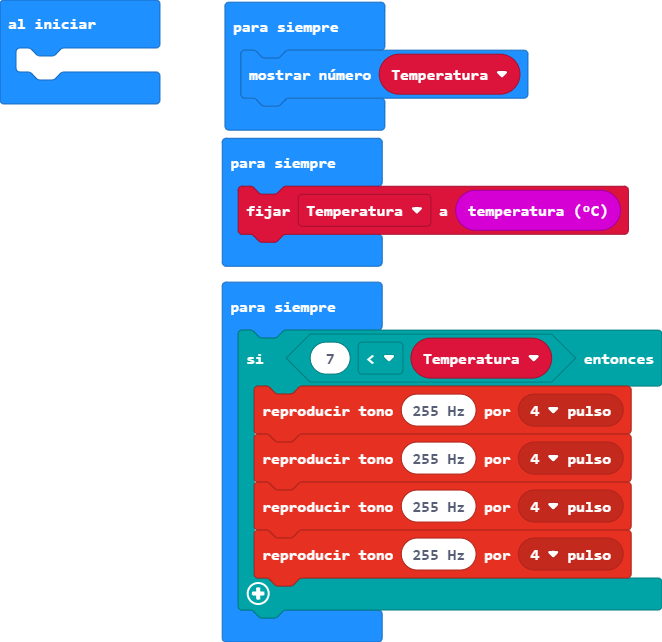 al iniciar
para siempre
mostrar número Temperatura
para siempre
fijar Temperatura a temperatura (ºC)
para siempre
si 7 < Temperatura entonces
reproducir tono 255 Hz por 4 pulso
reproducir tono 255 Hz por 4 pulso
reproducir tono 255 Hz por 4 pulso
reproducir tono 255 Hz por 4 pulso